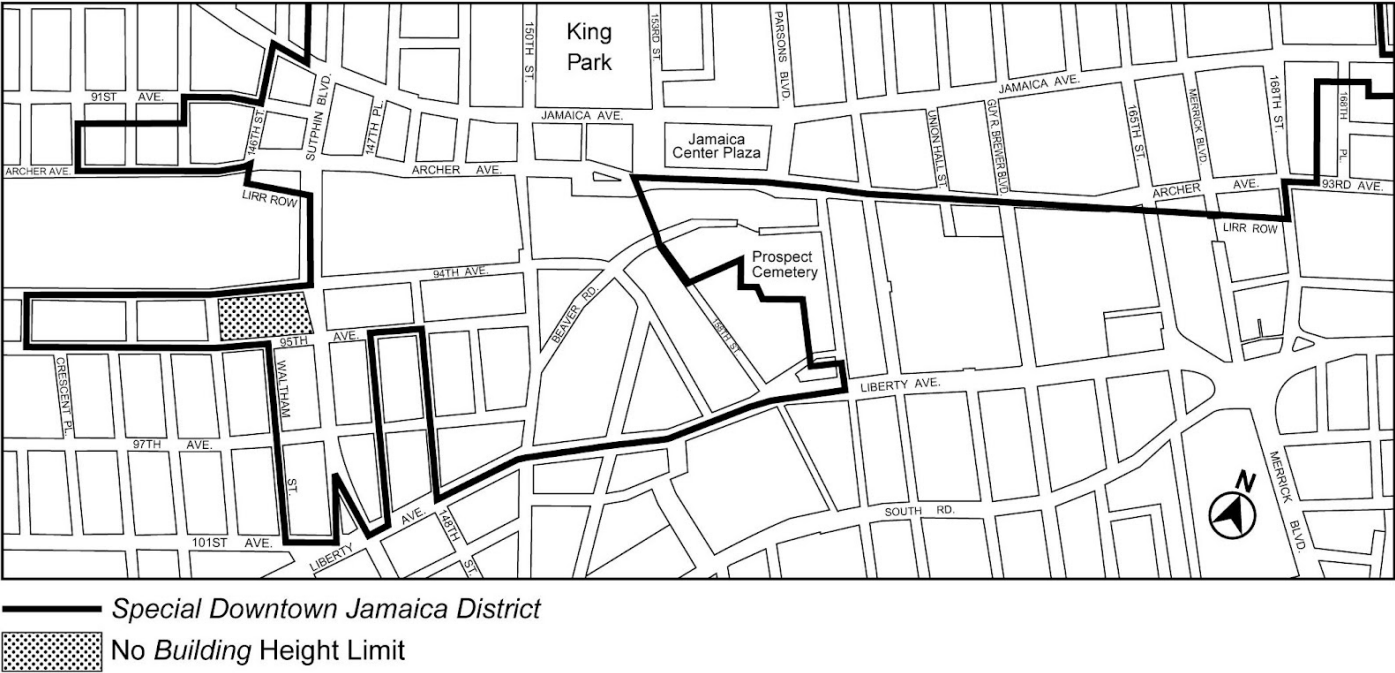 King
Park
150TH ST.
153RD ST.
PARSONS BLVD.
91ST AVE.
146TH ST.
SUTPHIN BLVD.
147TH PL.
JAMAICA AVE.
JAMAICA AVE.
Jamaica
Center Plaza
UNION HALL ST.
GUY R. BREWER BLVD
165TH ST.
MERRICK BLVD.
168TH ST.
168TH PL.
ARCHER AVE.
ARCHER AVE.
ARCHER AVE.
93RD AVE.
LIRR ROW
LIRR ROW
94TH AVE.
Prospect
Cemetery
BEAVER RD.
158TH ST.
95TH AVE.
CRESCENT PL.
WALTHAM ST.
LIBERTY AVE.
97TH AVE.
101ST AVE.
LIBERTY AVE.
148TH ST.
SOUTH RD.
MERRICK BLVD.
N
Special Downtown Jamaica District
No Building Height Limit